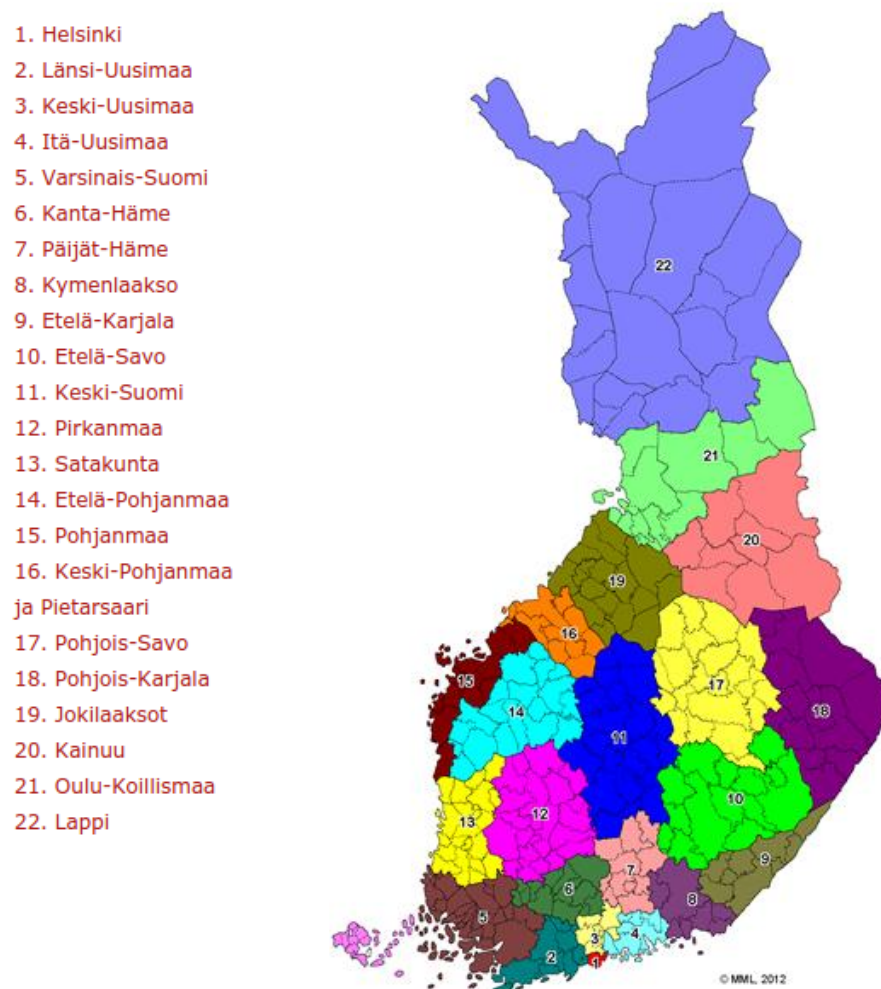 1. Helsinki
2. Länsi-Uusimaa
3. Keski-Uusimaa
4. Itä-Uusimaa
5. Varsinais-Suomi
6. Kanta-Häme
7. Päijät-Häme
8. Kymenlaakso
9. Etelä-Karjala
10. Etelä-Savo
11. Keski-Suomi
12. Pirkanmaa
13. Satakunta
14. Etelä-Pohjanmaa
15. Pohjanmaa
16. Keski-Pohjanmaa
ja Pietarsaari
17. Pohjois-Savo
18. Pohjois-Karjala
19. Jokilaaksot
20. Kainuu
21. Oulu-Koillismaa
22. Lappi
22
21
20
19
16
15
17
14
18
11
10
13
12
9
7
6
8
5
4
3
2
1
© MML, 2012